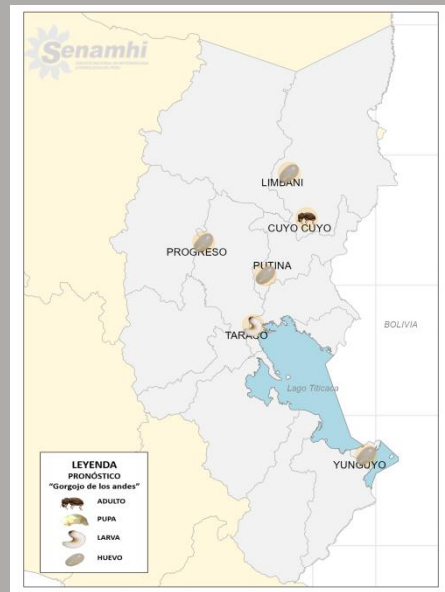 Senamhi
LIMBANI
CUYO CUYO
PROGRESO
PUTINA
TARACO
BOLIVIA
Lago Titicaca
YUNGUYO
LEYENDA
PRONÓSTICO
"Gorgojo de los andes"
ADULTO
PUPA
LARVA
HUEVO